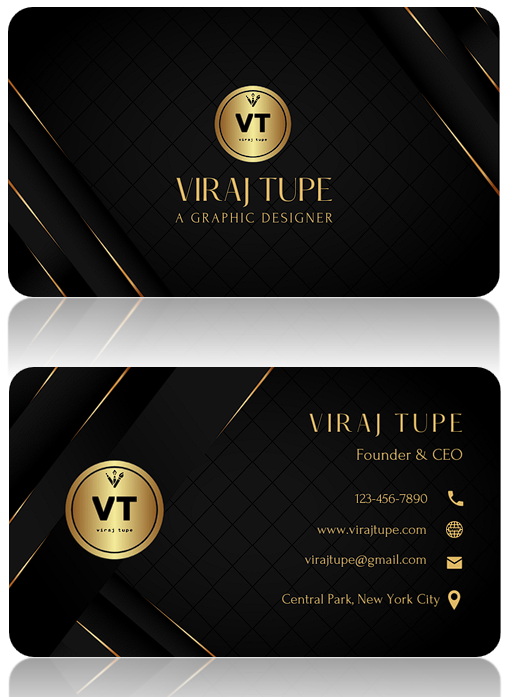 VT
viraj tupe
VIRAJ TUPE
A GRAPHIC DESIGNER
VT
viraj tupe
VIRAJ TUPE
Founder & CEO
123-456-7890
www.virajtupe.com
virajtupe@gmail.com
Central Park, New York City